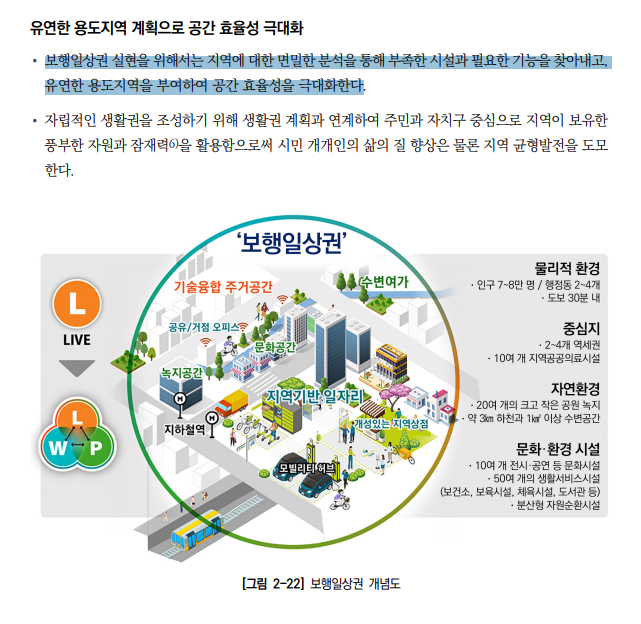 유연한 용도지역 계획으로 공간 효율성 극대화
• 보행일상권 실현을 위해서는 지역에 대한 면밀한 분석을 통해 부족한 시설과 필요한 기능을 찾아내고,
유연한 용도지역을 부여하여 공간 효율성을 극대화한다.
• 자립적인 생활권을 조성하기 위해 생활권 계획과 연계하여 주민과 자치구 중심으로 지역이 보유한
풍부한 자원과 잠재력6)을 활용함으로써 시민 개개인의 삶의 질 향상은 물론 지역 균형발전을 도모
한다.
‘보행일상권’
기술융합 주거공간
수변여가
공유/거점 오피스
문화공간
녹지공간
지역기반 일자리
M
지하철역
M
개성있는 지역상점
모빌리티 허브
L
LIVE
L
W
P
물리적 환경
· 인구 7~8만 명 / 행정동 2~4개
· 도보 30분 내
중심지
· 2~4개 역세권
· 10여 개 지역공공의료시설
자연환경
· 20여 개의 크고 작은 공원 녹지
· 약 3㎞ 하천과 1㎢ 이상 수변공간
문화·환경 시설
· 10여 개 전시·공연 등 문화시설
· 50여 개의 생활서비스시설
(보건소, 보육시설, 체육시설, 도서관 등)
· 분산형 자원순환시설
[그림 2-22] 보행일상권 개념도